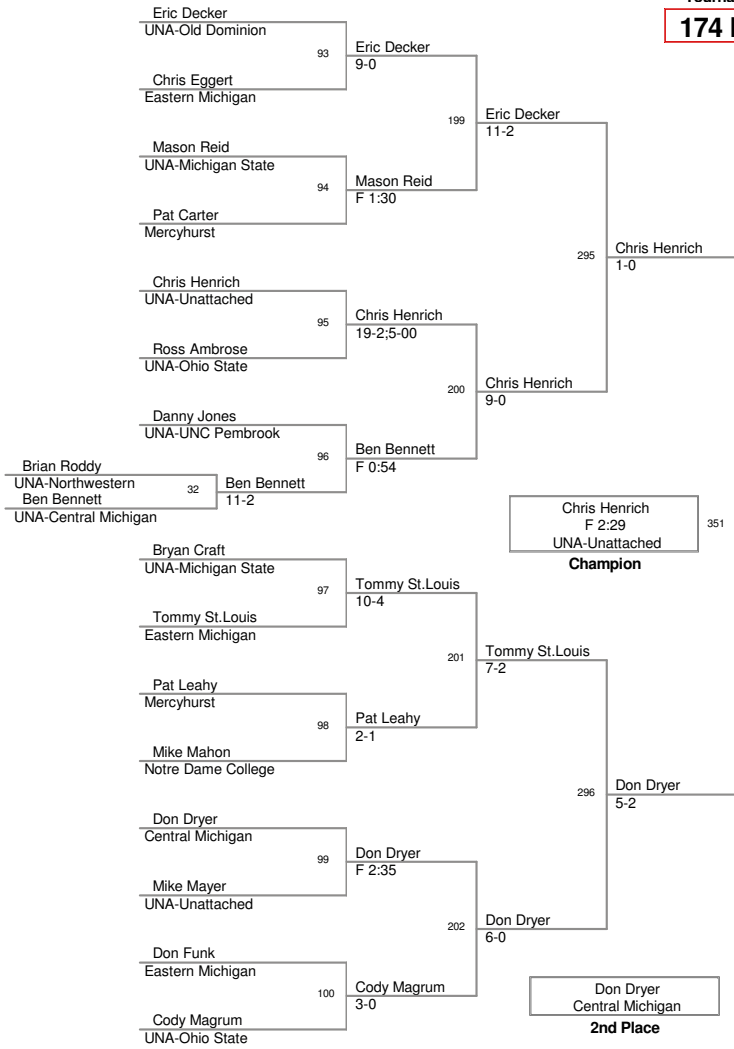 174
Eric Decker
UNA-Old Dominion
93
Eric Decker
9-0
Chris Eggert
Eastern Michigan
199
Eric Decker
11-2
Mason Reid
UNA-Michigan State
94
Mason Reid
F 1:30
Pat Carter
Mercyhurst
295
Chris Henrich
1-0
Chris Henrich
UNA-Unattached
95
Chris Henrich
19-2;5-00
Ross Ambrose
UNA-Ohio State
200
Chris Henrich
9-0
Danny Jones
UNA-UNC Pembrook
96
Ben Bennett
F 0:54
Brian Roddy
UNA-Northwestern
32
Ben Bennett
11-2
Ben Bennett
UNA-Central Michigan
Chris Henrich
F 2:29
UNA-Unattached
351
Champion
Bryan Craft
UNA-Michigan State
97
Tommy St.Louis
10-4
Tommy St.Louis
Eastern Michigan
201
Tommy St.Louis
7-2
Pat Leahy
Mercyhurst
98
Pat Leahy
2-1
Mike Mahon
Notre Dame College
296
Don Dryer
5-2
Don Dryer
Central Michigan
99
Don Dryer
F 2:35
Mike Mayer
UNA-Unattached
202
Don Dryer
6-0
Don Funk
Eastern Michigan
100
Cody Magrum
3-0
Cody Magrum
UNA-Ohio State
Don Dryer
Central Michigan
2nd Place